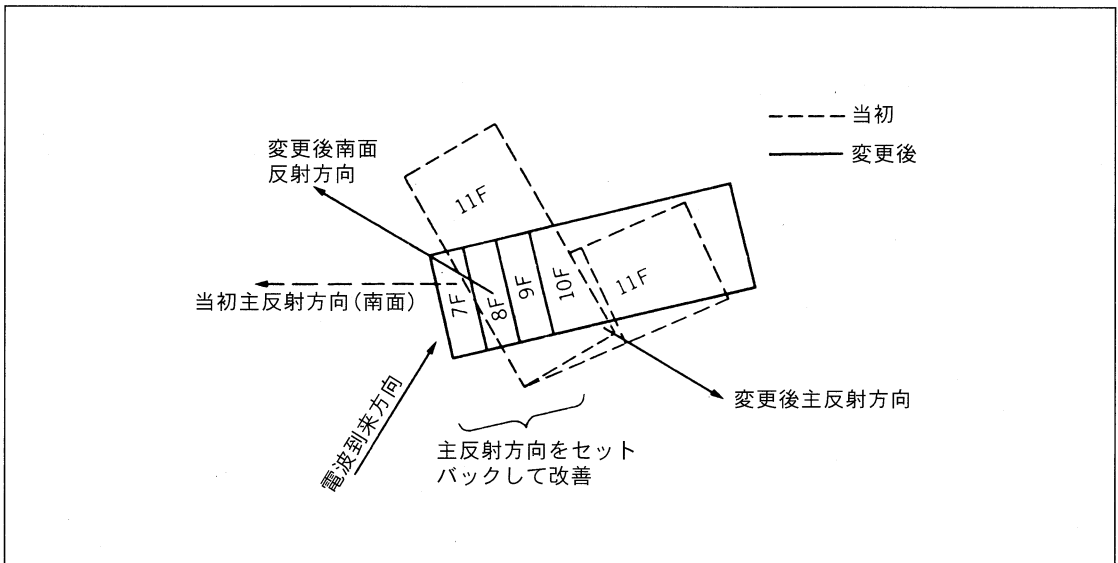 当初
変更後
変更後南面
反射方向
11F
7F
8F
9F
10F
11F
当初主反射方向(南面)
電波到来方向
変更後主反射方向
主反射方向をセット
バックして改善